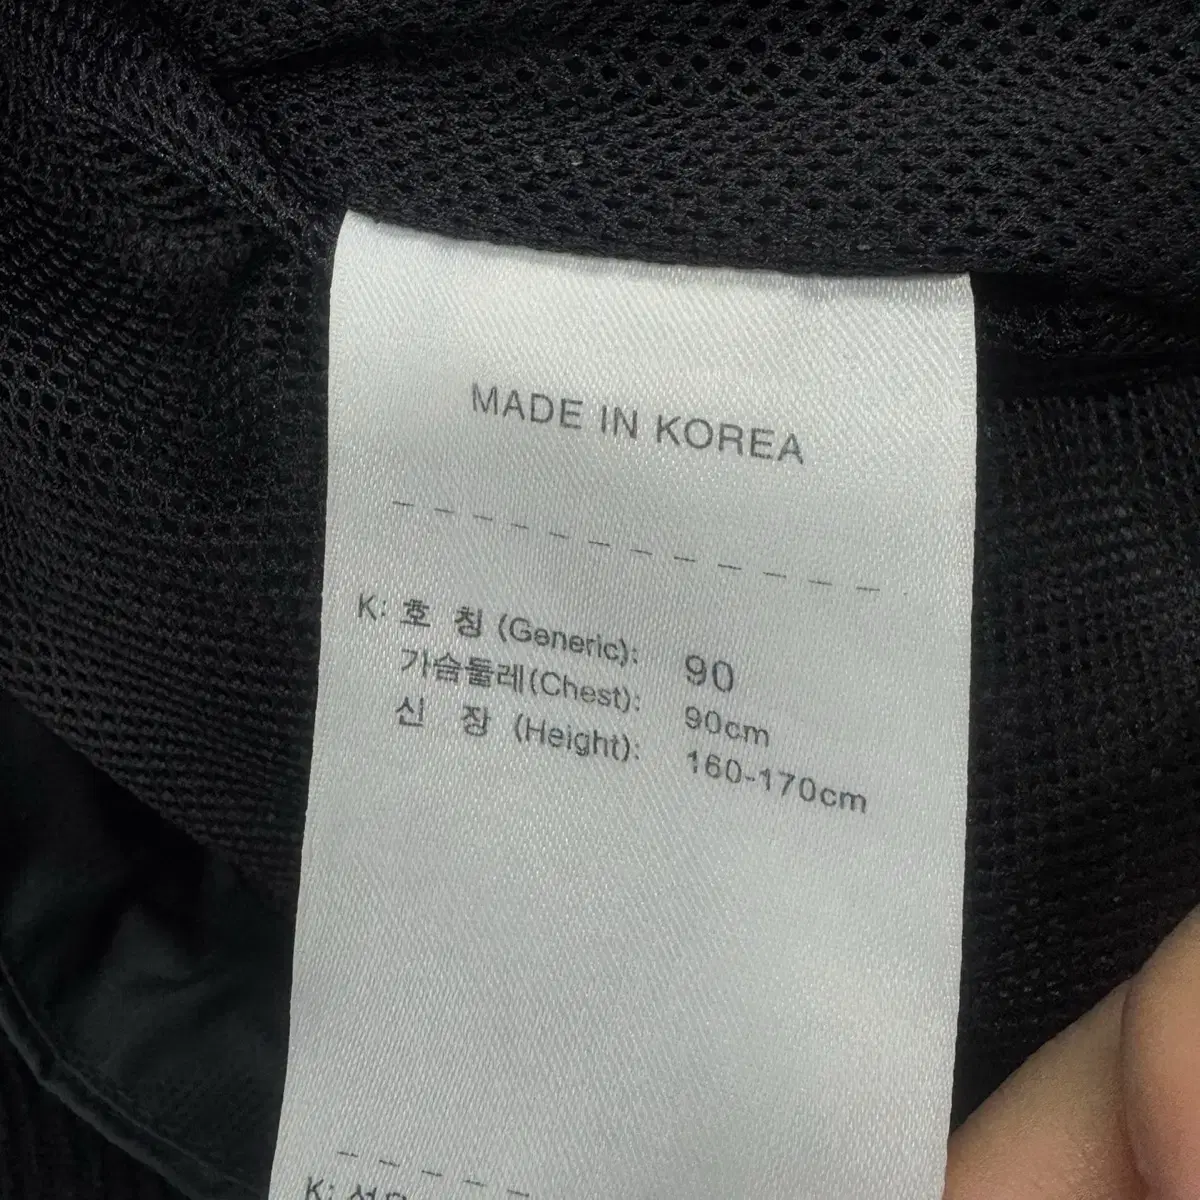 MADE IN KOREA
K: 호 칭 (Generic): 90
가슴둘레(Chest): 90cm
신 장 (Height): 160-170cm
K: